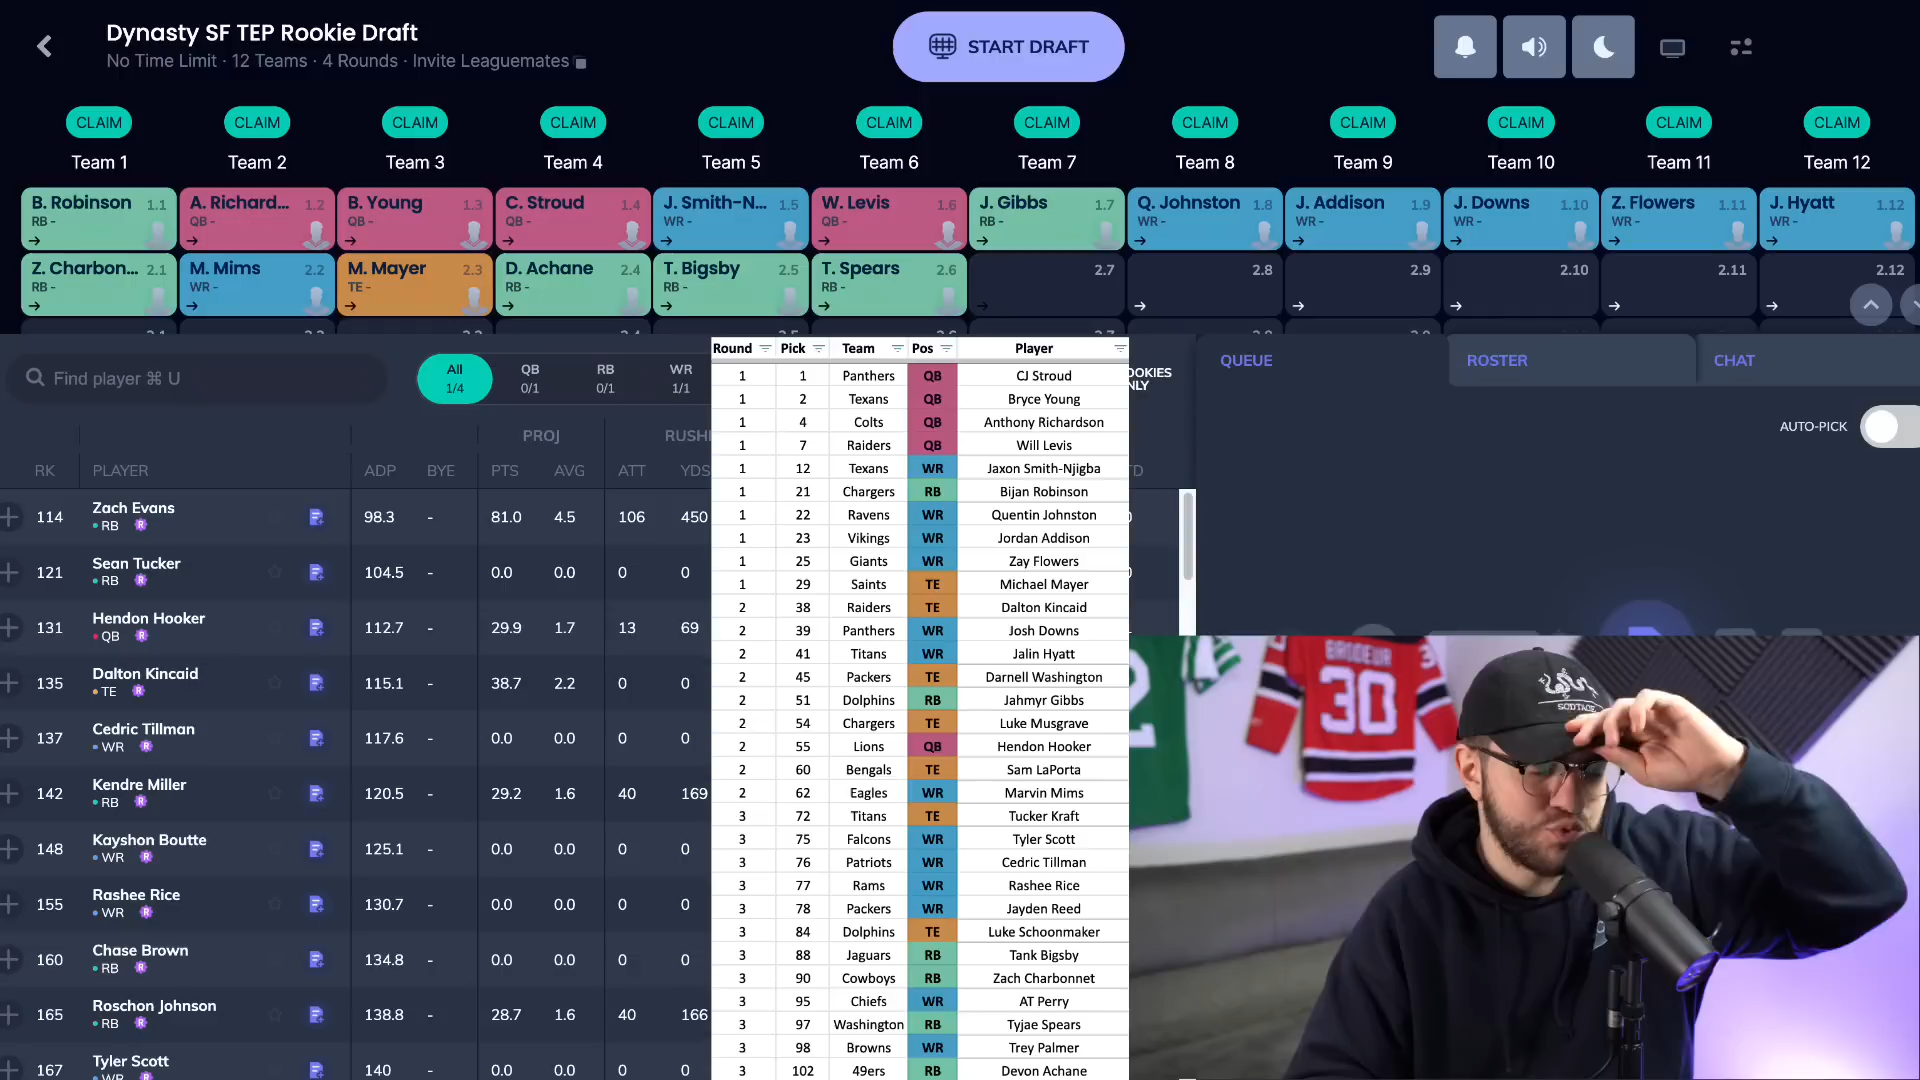 Dynasty SF TEP Rookie Draft
No Time Limit · 12 Teams · 4 Rounds · Invite Leaguemates
START DRAFT
CLAIM CLAIM CLAIM CLAIM CLAIM CLAIM CLAIM CLAIM CLAIM CLAIM CLAIM CLAIM
Team 1 Team 2 Team 3 Team 4 Team 5 Team 6 Team 7 Team 8 Team 9 Team 10 Team 11 Team 12
B. Robinson 1.1 A. Richard... 1.2 B. Young 1.3 C. Stroud 1.4 J. Smith-N... 1.5 W. Levis 1.6 J. Gibbs 1.7 Q. Johnston 1.8 J. Addison 1.9 J. Downs 1.10 Z. Flowers 1.11 J. Hyatt 1.12
RB - QB - QB - QB - WR - QB - RB - WR - WR - WR - WR - WR -
Z. Charbon... 2.1 M. Mims 2.2 M. Mayer 2.3 D. Achane 2.4 T. Bigsby 2.5 T. Spears 2.6 2.7 2.8 2.9 2.10 2.11 2.12
RB - WR - TE - RB - RB - RB -
Find player ⌘ U
All QB RB WR
1/4 0/1 0/1 1/1
PROJ RUSHI
RK PLAYER ADP BYE PTS AVG ATT YDS
Zach Evans
114 98.3 - 81.0 4.5 106 450
RB R
Sean Tucker
121 104.5 - 0.0 0.0 0 0
RB R
Hendon Hooker
131 112.7 - 29.9 1.7 13 69
QB R
Dalton Kincaid
135 115.1 - 38.7 2.2 0 0
TE R
Cedric Tillman
137 117.6 - 0.0 0.0 0 0
WR R
Kendre Miller
142 120.5 - 29.2 1.6 40 169
RB R
Kayshon Boutte
148 125.1 - 0.0 0.0 0 0
WR R
Rashee Rice
155 130.7 - 0.0 0.0 0 0
WR R
Chase Brown
160 134.8 - 0.0 0.0 0 0
RB R
Roschon Johnson
165 138.8 - 28.7 1.6 40 166
RB R
Tyler Scott
167 140 - 0.0 0.0 0 0
WR
Round Pick Team Pos Player
1 1 Panthers QB CJ Stroud
1 2 Texans QB Bryce Young
1 4 Colts QB Anthony Richardson
1 7 Raiders QB Will Levis
1 12 Texans WR Jaxon Smith-Njigba
1 21 Chargers RB Bijan Robinson
1 22 Ravens WR Quentin Johnston
1 23 Vikings WR Jordan Addison
1 25 Giants WR Zay Flowers
1 29 Saints TE Michael Mayer
2 38 Raiders TE Dalton Kincaid
2 39 Panthers WR Josh Downs
2 41 Titans WR Jalin Hyatt
2 45 Packers TE Darnell Washington
2 51 Dolphins RB Jahmyr Gibbs
2 54 Chargers TE Luke Musgrave
2 55 Lions QB Hendon Hooker
2 60 Bengals TE Sam LaPorta
2 62 Eagles WR Marvin Mims
3 72 Titans TE Tucker Kraft
3 75 Falcons WR Tyler Scott
3 76 Patriots WR Cedric Tillman
3 77 Rams WR Rashee Rice
3 78 Packers WR Jayden Reed
3 84 Dolphins TE Luke Schoonmaker
3 88 Jaguars RB Tank Bigsby
3 90 Cowboys RB Zach Charbonnet
3 95 Chiefs WR AT Perry
3 97 Washington RB Tyjae Spears
3 98 Browns WR Trey Palmer
3 102 49ers RB Devon Achane
OOKIES
NLY
TD
QUEUE ROSTER CHAT
AUTO-PICK
BRODEUR
30